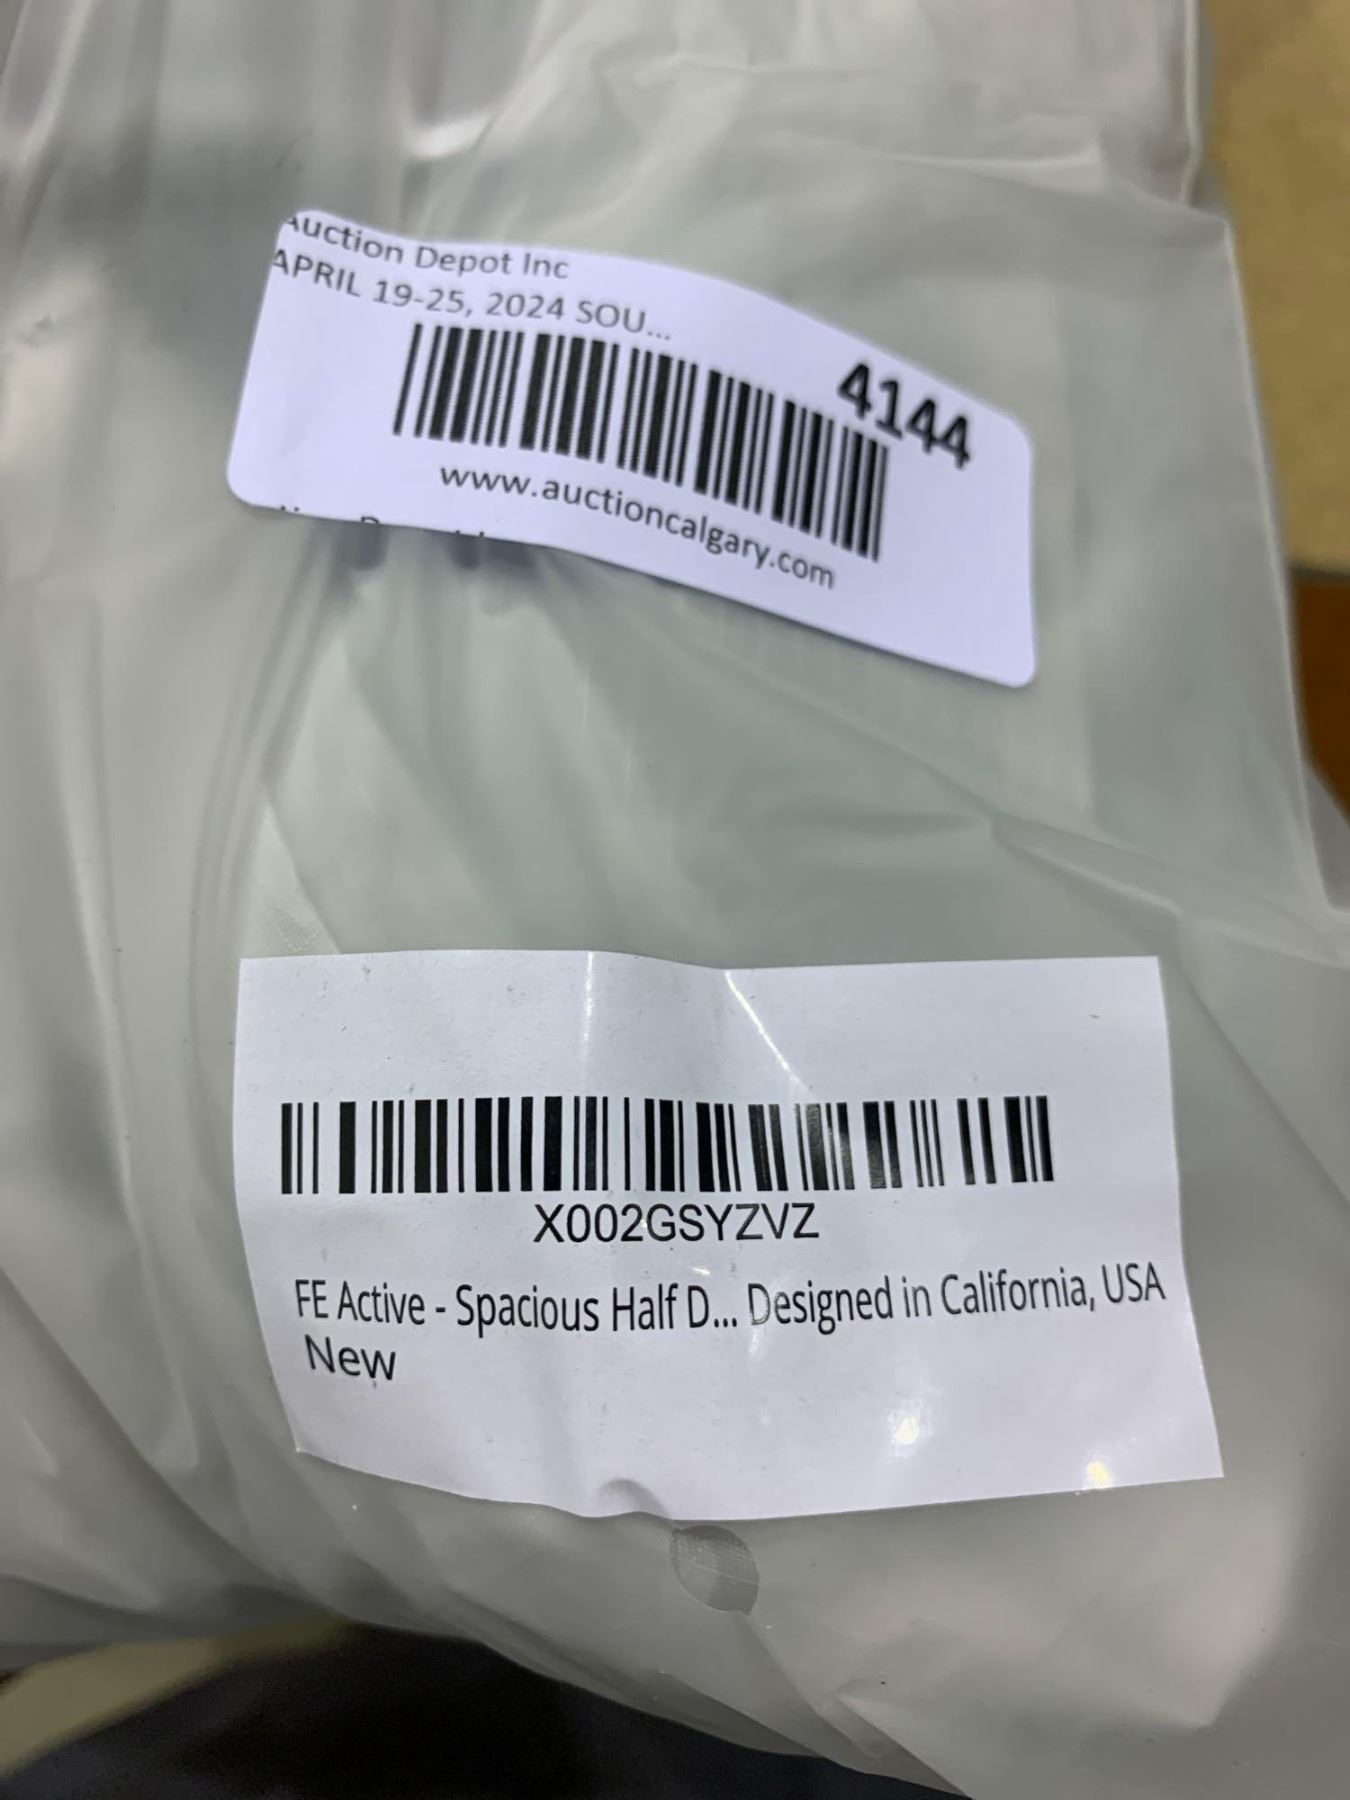 Auction Depot Inc
APRIL 19-25, 2024 SOU...
4144
www.auctioncalgary.com
X002GSYZVZ
FE Active - Spacious Half D... Designed in California, USA
New